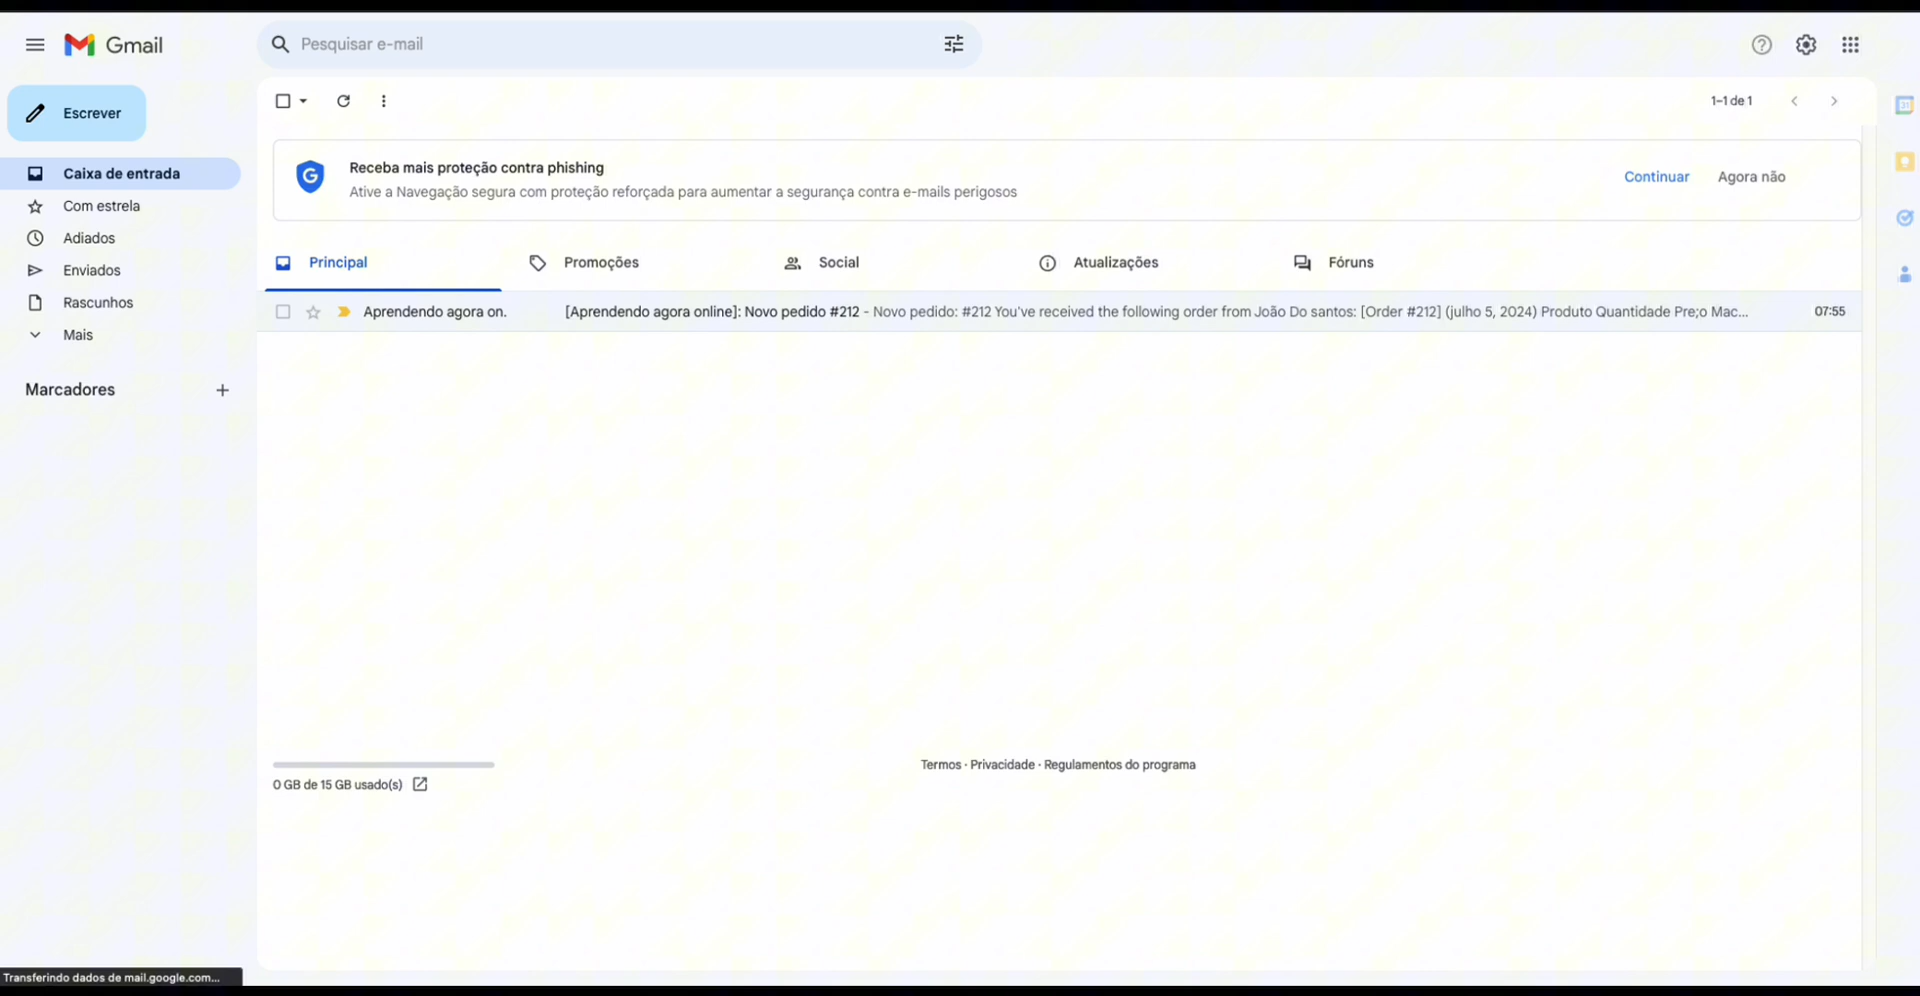 Gmail
Pesquisar e-mail
Escrever
1–1 de 1
Caixa de entrada
Com estrela
Adiados
Enviados
Rascunhos
Mais
Marcadores
Receba mais proteção contra phishing
Ative a Navegação segura com proteção reforçada para aumentar a segurança contra e-mails perigosos
Continuar
Agora não
Principal
Promoções
Social
Atualizações
Fóruns
Aprendendo agora on. [Aprendendo agora online]: Novo pedido #212 - Novo pedido: #212 You've received the following order from João Do santos: [Order #212] (julho 5, 2024) Produto Quantidade Pre;o Mac... 07:55
0 GB de 15 GB usado(s)
Termos · Privacidade · Regulamentos do programa
Transferindo dados de mail.google.com...